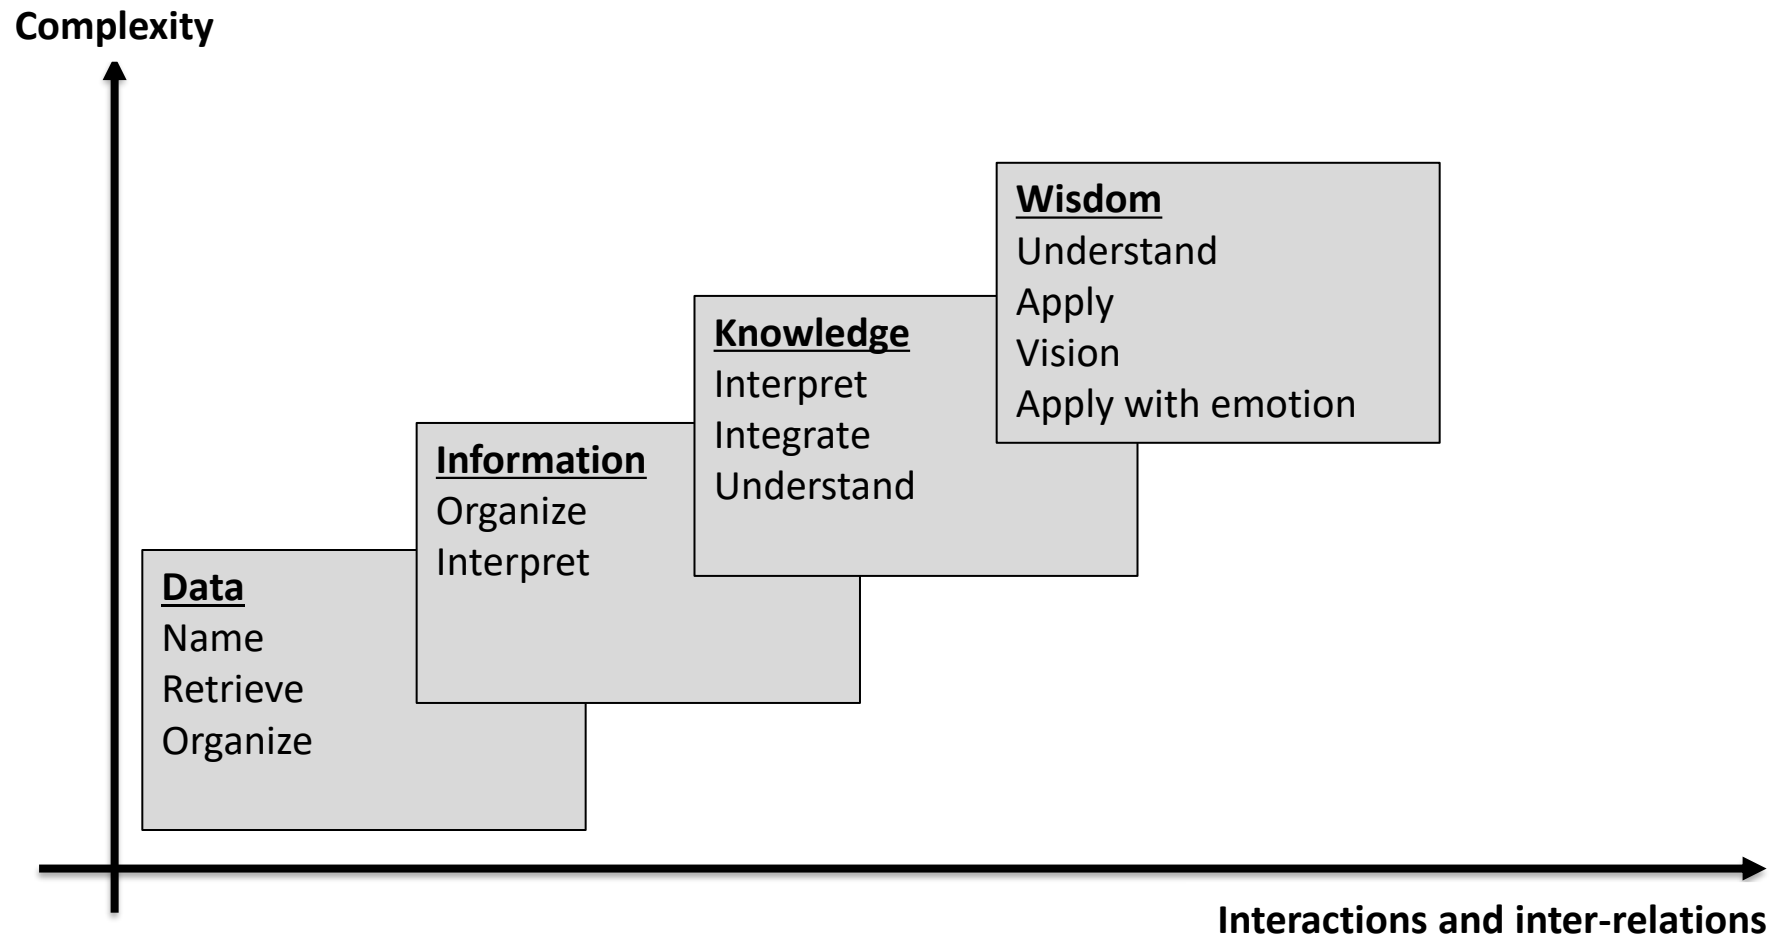 Complexity
Wisdom
Understand
Apply
Vision
Apply with emotion
Knowledge
Interpret
Integrate
Understand
Information
Organize
Interpret
Data
Name
Retrieve
Organize
Interactions and inter-relations